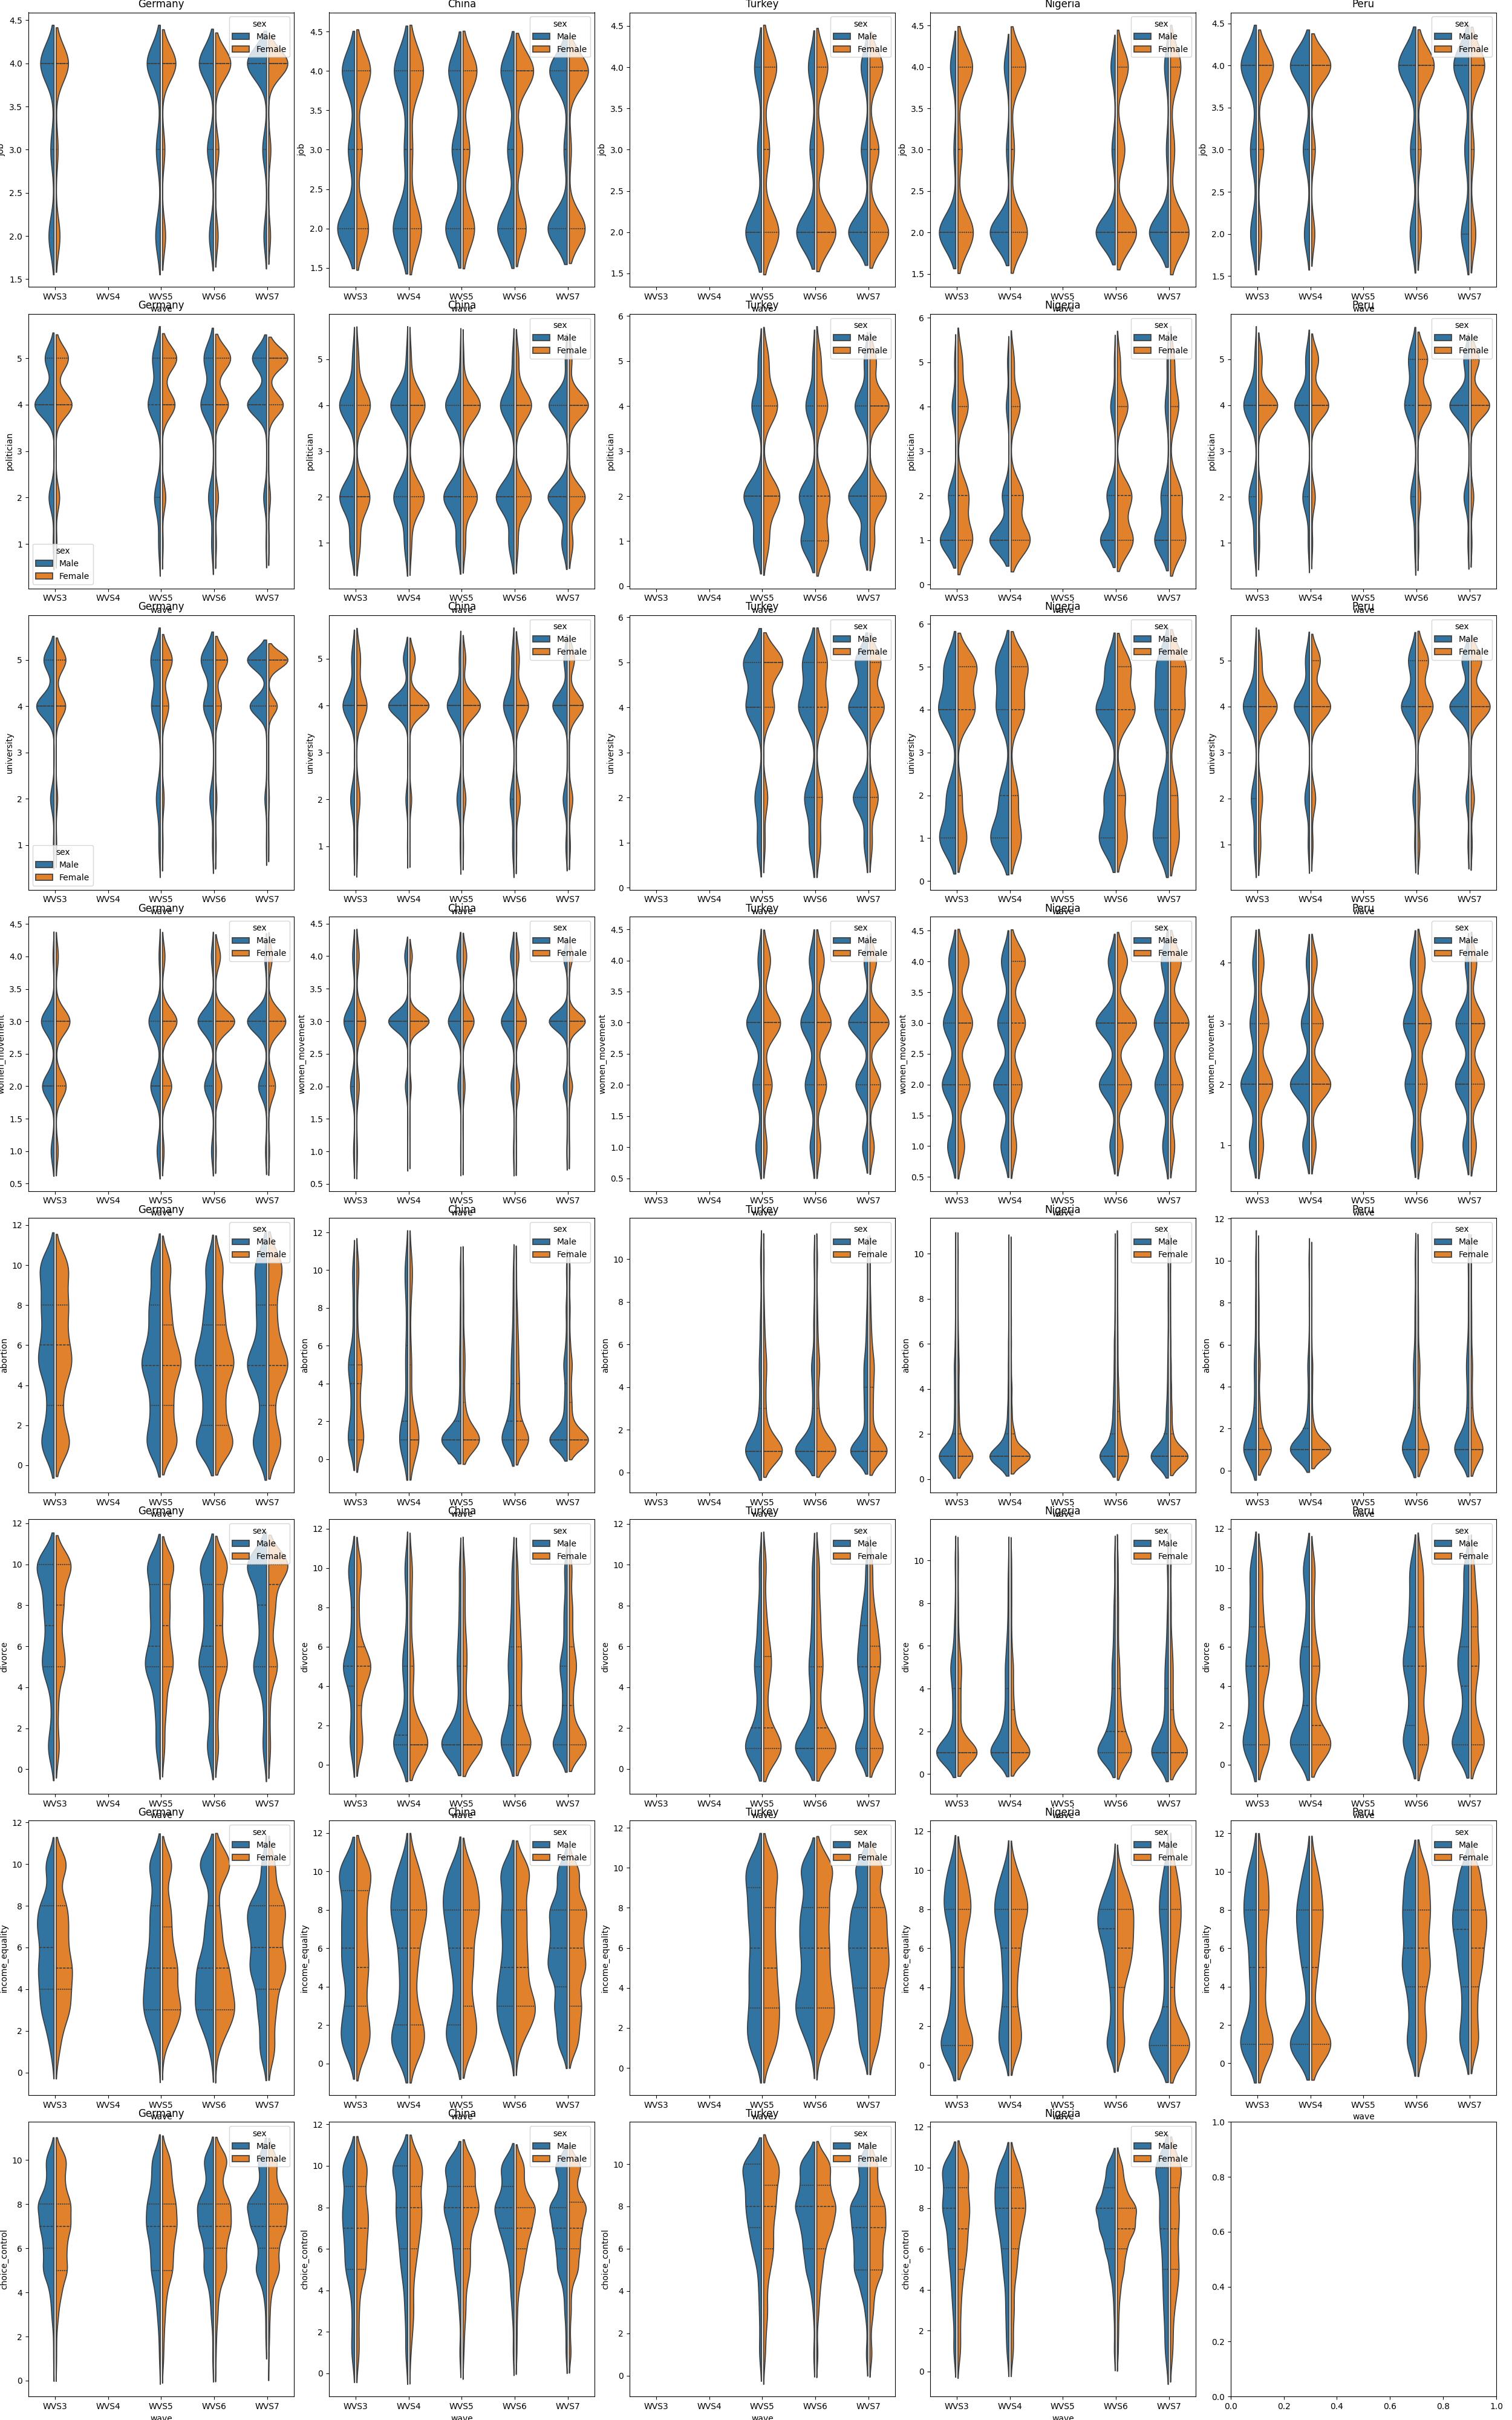 Germany China Turkey Nigeria Peru
sex sex sex sex sex
Male Male Male Male Male
Female Female Female Female Female
job job job job job
4.5 4.0 3.5 3.0 2.5 2.0 1.5
4.5 4.0 3.5 3.0 2.5 2.0 1.5
4.5 4.0 3.5 3.0 2.5 2.0 1.5
4.5 4.0 3.5 3.0 2.5 2.0 1.5
4.5 4.0 3.5 3.0 2.5 2.0 1.5
WVS3 WVS4 WVS5 WVS6 WVS7 WVS3 WVS4 WVS5 WVS6 WVS7 WVS3 WVS4 WVS5 WVS6 WVS7 WVS3 WVS4 WVS5 WVS6 WVS7 WVS3 WVS4 WVS5 WVS6 WVS7
wave wave wave wave wave
Germany China Turkey Nigeria Peru
sex sex sex sex sex
Male Male Male Male Male
Female Female Female Female Female
politician politician politician politician politician
5 4 3 2 1
5 4 3 2 1
6 5 4 3 2 1 0
6 5 4 3 2 1 0
5 4 3 2 1
WVS3 WVS4 WVS5 WVS6 WVS7 WVS3 WVS4 WVS5 WVS6 WVS7 WVS3 WVS4 WVS5 WVS6 WVS7 WVS3 WVS4 WVS5 WVS6 WVS7 WVS3 WVS4 WVS5 WVS6 WVS7
wave wave wave wave wave
Germany China Turkey Nigeria Peru
sex sex sex sex sex
Male Male Male Male Male
Female Female Female Female Female
university university university university university
5 4 3 2 1
5 4 3 2 1
6 5 4 3 2 1 0
6 5 4 3 2 1 0
5 4 3 2 1
WVS3 WVS4 WVS5 WVS6 WVS7 WVS3 WVS4 WVS5 WVS6 WVS7 WVS3 WVS4 WVS5 WVS6 WVS7 WVS3 WVS4 WVS5 WVS6 WVS7 WVS3 WVS4 WVS5 WVS6 WVS7
wave wave wave wave wave
Germany China Turkey Nigeria Peru
sex sex sex sex sex
Male Male Male Male Male
Female Female Female Female Female
women_movement women_movement women_movement women_movement women_movement
4.5 4.0 3.5 3.0 2.5 2.0 1.5 1.0 0.5
4.5 4.0 3.5 3.0 2.5 2.0 1.5 1.0 0.5
4.5 4.0 3.5 3.0 2.5 2.0 1.5 1.0 0.5
4.5 4.0 3.5 3.0 2.5 2.0 1.5 1.0 0.5
4 3 2 1
WVS3 WVS4 WVS5 WVS6 WVS7 WVS3 WVS4 WVS5 WVS6 WVS7 WVS3 WVS4 WVS5 WVS6 WVS7 WVS3 WVS4 WVS5 WVS6 WVS7 WVS3 WVS4 WVS5 WVS6 WVS7
wave wave wave wave wave
Germany China Turkey Nigeria Peru
sex sex sex sex sex
Male Male Male Male Male
Female Female Female Female Female
abortion abortion abortion abortion abortion
12 10 8 6 4 2 0
12 10 8 6 4 2 0
10 8 6 4 2 0
10 8 6 4 2 0
12 10 8 6 4 2 0
WVS3 WVS4 WVS5 WVS6 WVS7 WVS3 WVS4 WVS5 WVS6 WVS7 WVS3 WVS4 WVS5 WVS6 WVS7 WVS3 WVS4 WVS5 WVS6 WVS7 WVS3 WVS4 WVS5 WVS6 WVS7
wave wave wave wave wave
Germany China Turkey Nigeria Peru
sex sex sex sex sex
Male Male Male Male Male
Female Female Female Female Female
divorce divorce divorce divorce divorce
12 10 8 6 4 2 0
12 10 8 6 4 2 0
12 10 8 6 4 2 0
10 8 6 4 2 0
12 10 8 6 4 2 0
WVS3 WVS4 WVS5 WVS6 WVS7 WVS3 WVS4 WVS5 WVS6 WVS7 WVS3 WVS4 WVS5 WVS6 WVS7 WVS3 WVS4 WVS5 WVS6 WVS7 WVS3 WVS4 WVS5 WVS6 WVS7
wave wave wave wave wave
Germany China Turkey Nigeria Peru
sex sex sex sex sex
Male Male Male Male Male
Female Female Female Female Female
income_equality income_equality income_equality income_equality income_equality
12 10 8 6 4 2 0
12 10 8 6 4 2 0
12 10 8 6 4 2 0
12 10 8 6 4 2 0
12 10 8 6 4 2 0
WVS3 WVS4 WVS5 WVS6 WVS7 WVS3 WVS4 WVS5 WVS6 WVS7 WVS3 WVS4 WVS5 WVS6 WVS7 WVS3 WVS4 WVS5 WVS6 WVS7 WVS3 WVS4 WVS5 WVS6 WVS7
wave wave wave wave wave
Germany China Turkey Nigeria
sex sex sex sex
Male Male Male Male
Female Female Female Female
choice_control choice_control choice_control choice_control
10 8 6 4 2 0
12 10 8 6 4 2 0
10 8 6 4 2 0
12 10 8 6 4 2 0
1.0 0.8 0.6 0.4 0.2 0.0
WVS3 WVS4 WVS5 WVS6 WVS7 WVS3 WVS4 WVS5 WVS6 WVS7 WVS3 WVS4 WVS5 WVS6 WVS7 WVS3 WVS4 WVS5 WVS6 WVS7 0.0 0.2 0.4 0.6 0.8 1.0
wave wave wave wave